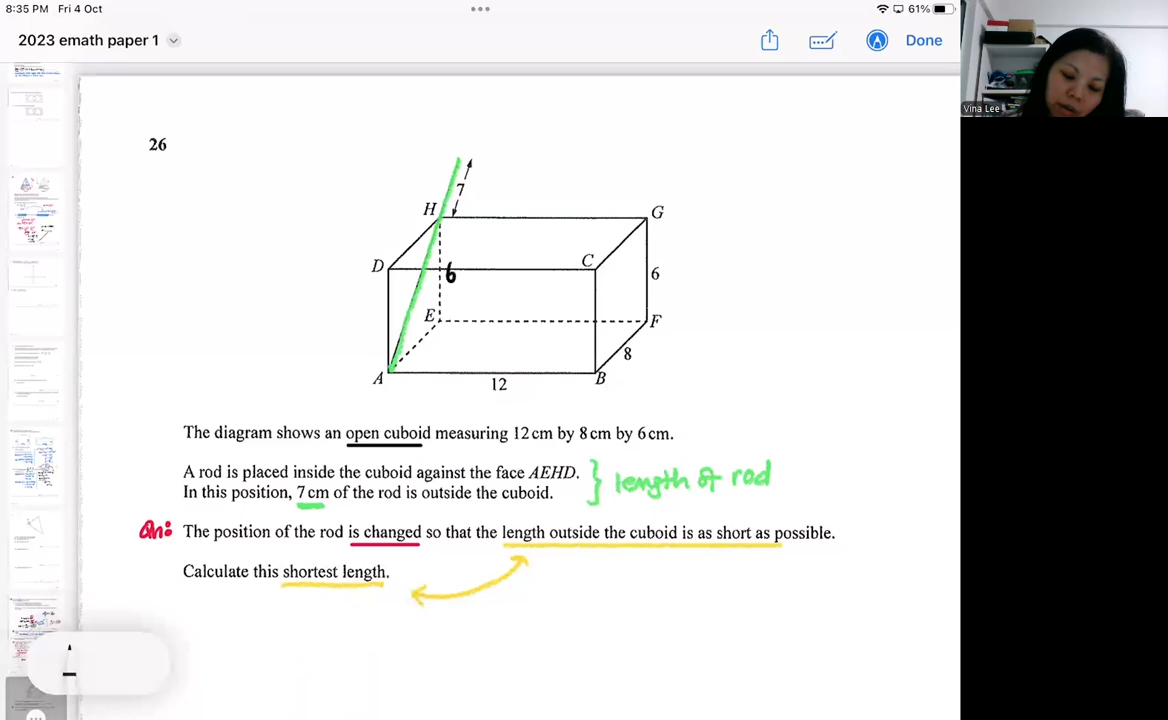 8:35 PM Fri 4 Oct
61%
2023 emath paper 1
Done
Vina Lee
26
7
H
G
D
C
6
6
E
F
8
A
B
12
The diagram shows an open cuboid measuring 12 cm by 8 cm by 6 cm.
A rod is placed inside the cuboid against the face AEHD.
In this position, 7 cm of the rod is outside the cuboid.
} length of rod
Qn: The position of the rod is changed so that the length outside the cuboid is as short as possible.
Calculate this shortest length.